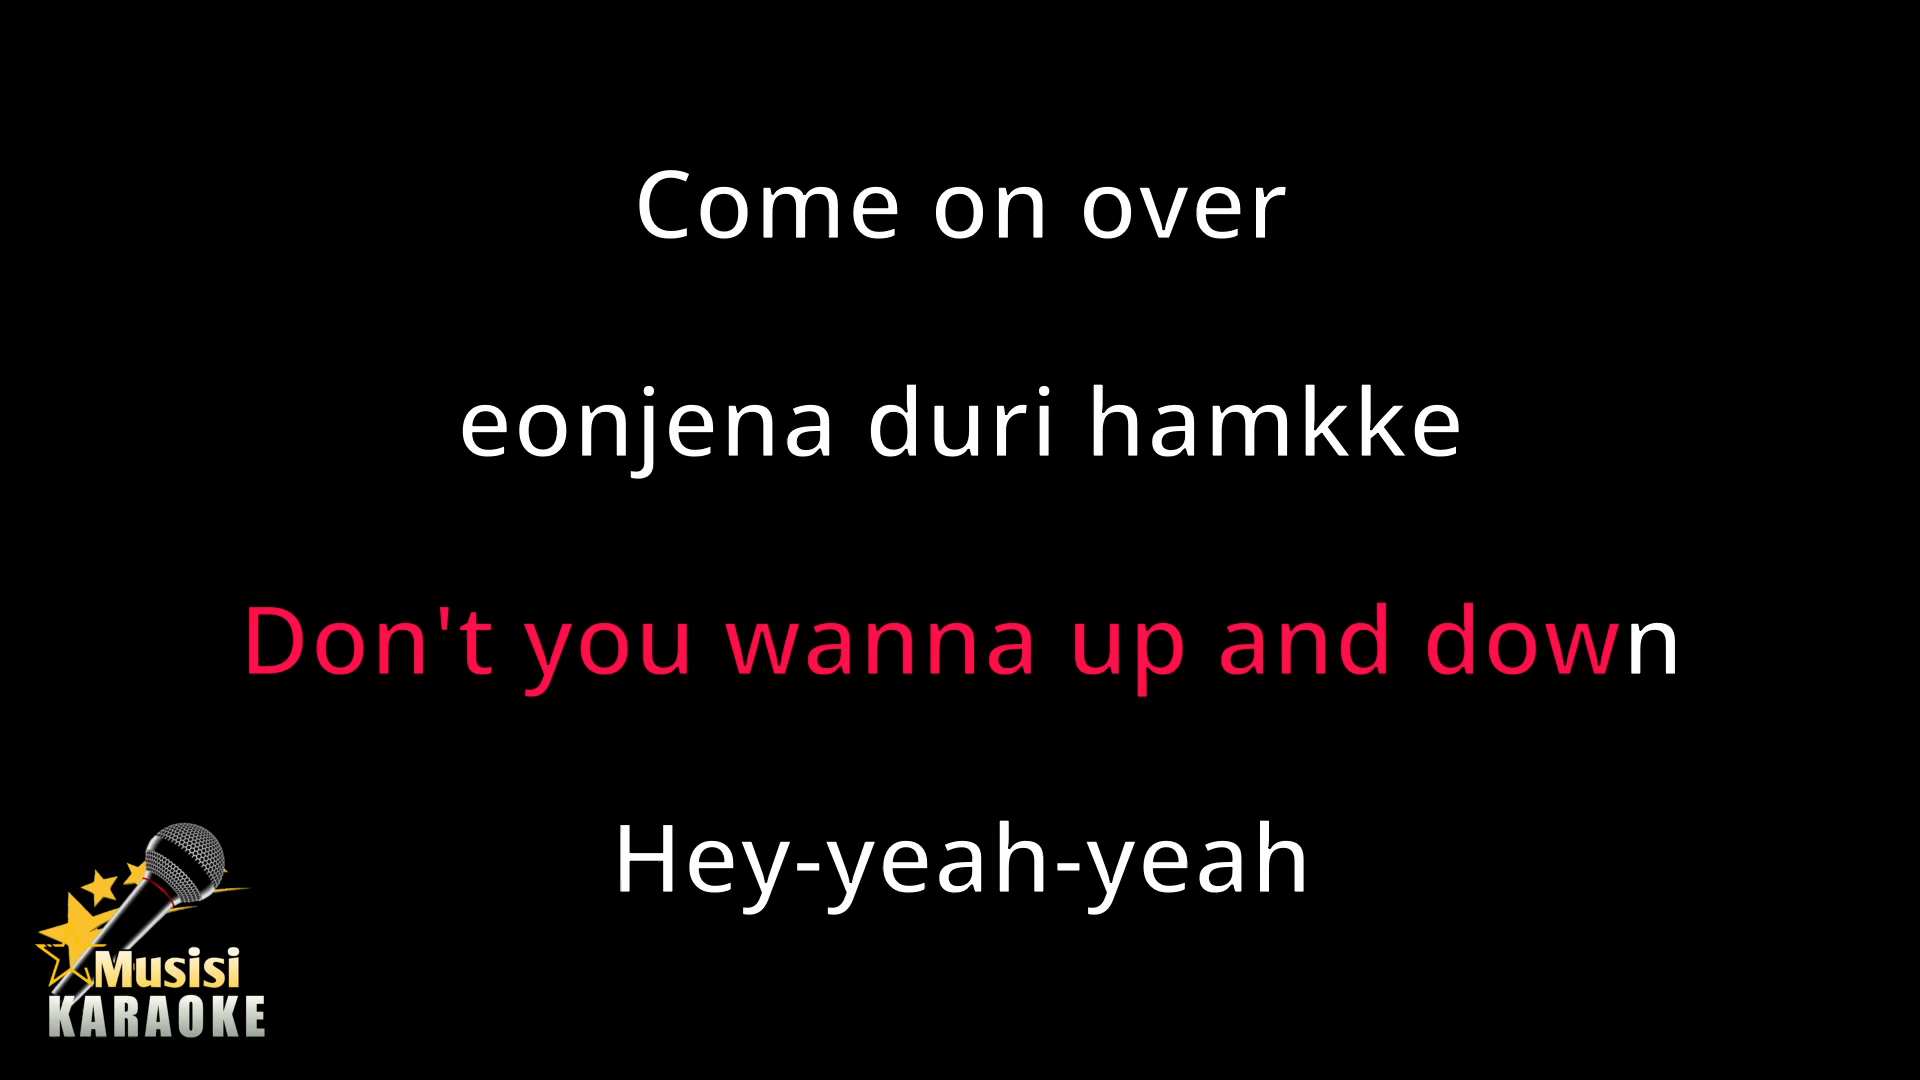 Come on over
eonjena duri hamkke
Don't you wanna up and down
Hey-yeah-yeah
Musisi
KARAOKE